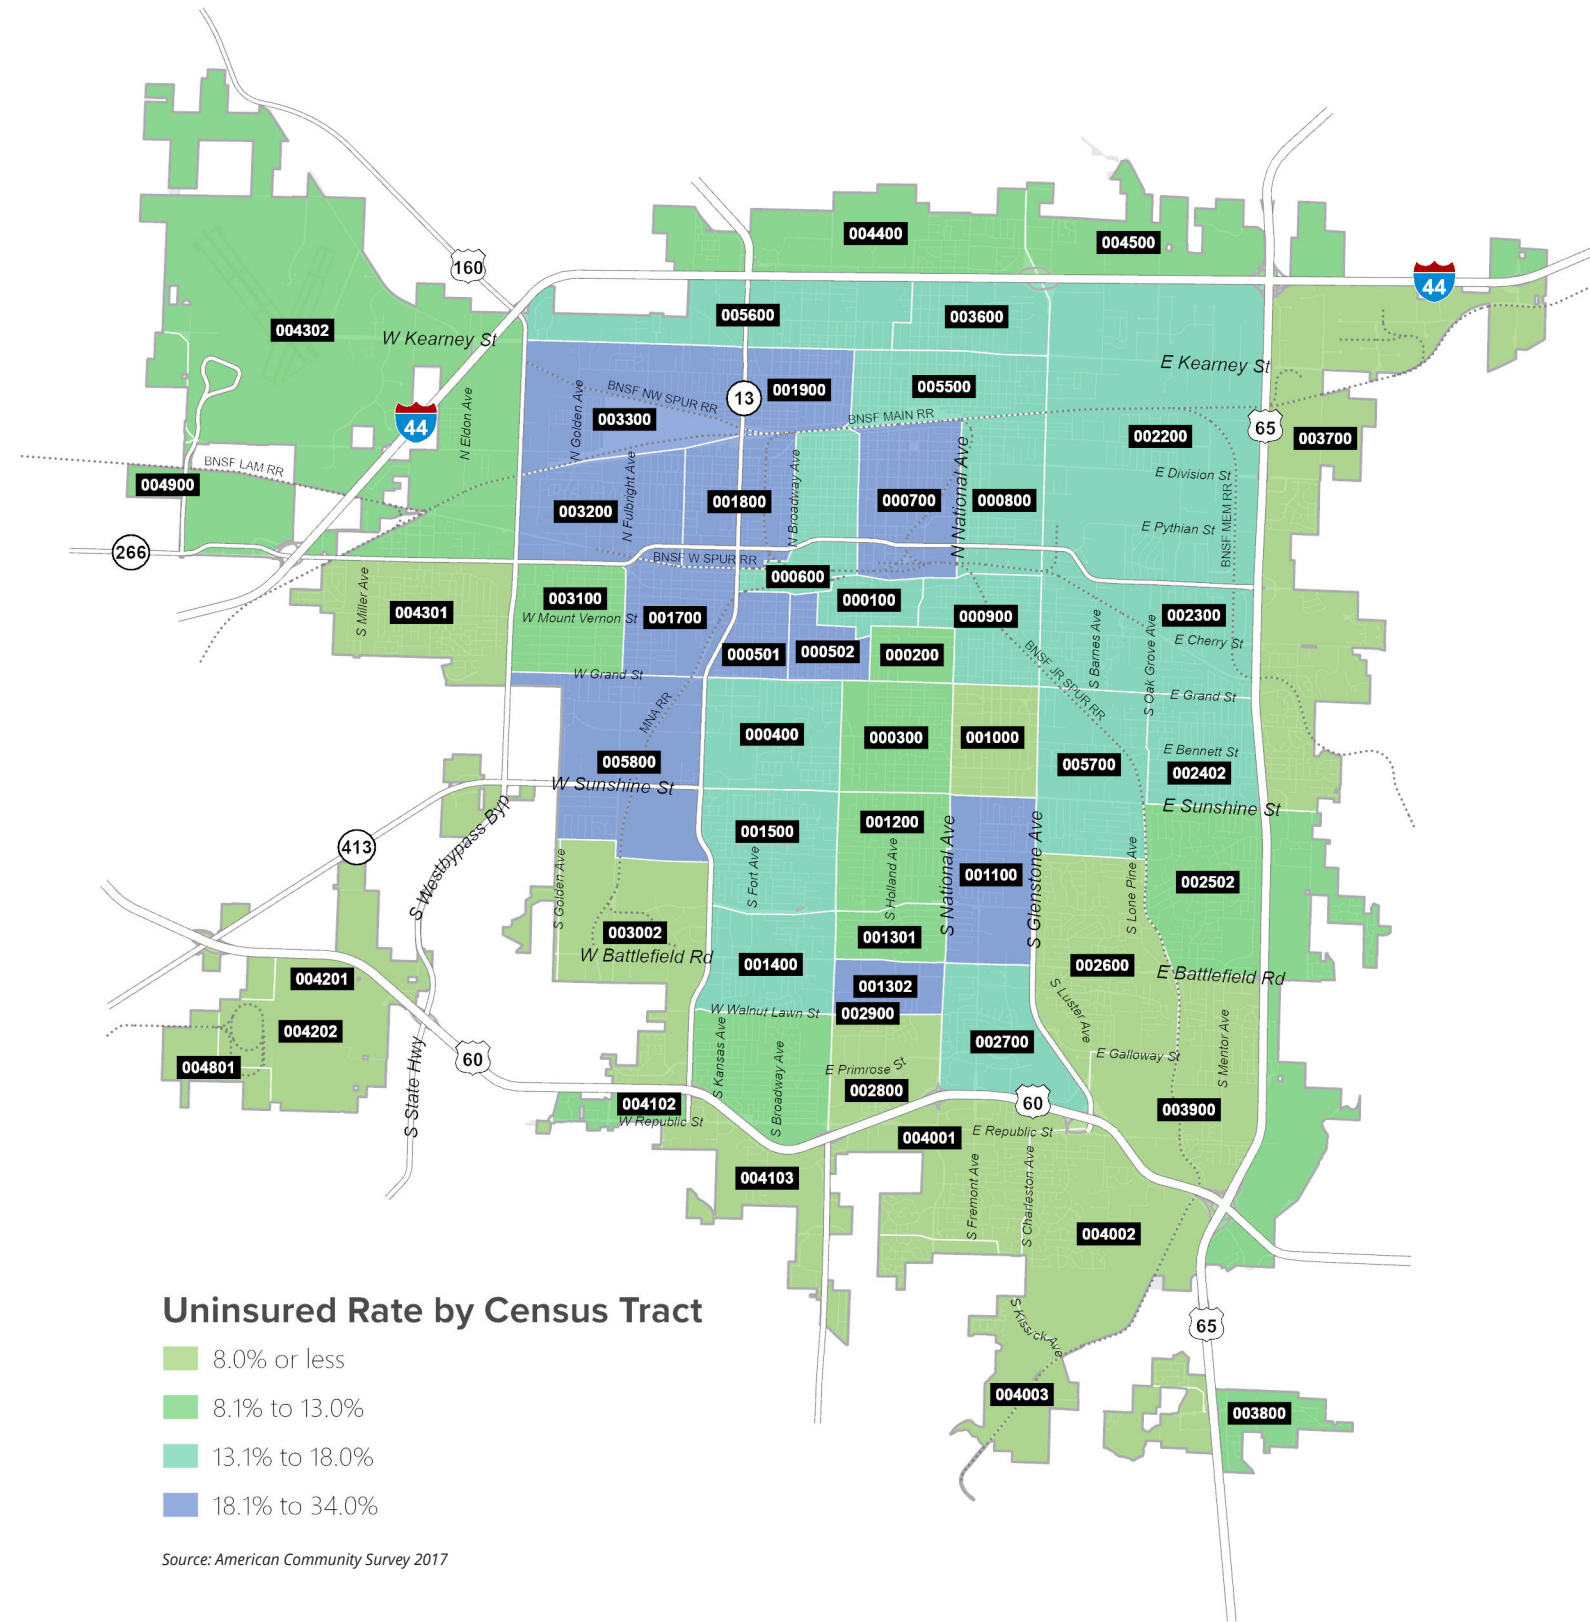 160
004400
004500
44
005600
003600
004302
W Kearney St
E Kearney St
BNSF NW SPUR RR
001900
005500
13
44
003300
BNSF MAIN RR
65
N Golden Ave
N Eldon Ave
002200
003700
BNSF LAM RR
004900
E Division St
N Fulbright Ave
N Broadway Ave
N National Ave
003200
001800
000700
000800
BNSF MEM RR
E Pythian St
266
BNSF W SPUR RR
000600
S Miller Ave
004301
003100
W Mount Vernon St
001700
000100
000900
002300
E Cherry St
S Barnes Ave
S Oak Grove Ave
000501
000502
000200
BNSF JR SPUR RR
W Grand St
E Grand St
MNA RR
000400
000300
001000
005800
005700
E Bennett St
002402
W Sunshine St
E Sunshine St
S Westbypass Byp
413
001500
001200
S National Ave
S Glenstone Ave
S Golden Ave
S Fort Ave
S Holland Ave
001100
S Lone Pine Ave
002502
003002
W Battlefield Rd
001301
001400
002600
E Battlefield Rd
004201
001302
S Luster Ave
W Walnut Lawn St
002900
004202
002700
S Mentor Ave
S State Hwy
60
S Kansas Ave
S Broadway Ave
E Galloway St
004801
E Primrose St
002800
004102
W Republic St
60
003900
004001
E Republic St
004103
S Fremont Ave
S Charleston Ave
004002
Uninsured Rate by Census Tract
8.0% or less
8.1% to 13.0%
13.1% to 18.0%
18.1% to 34.0%
Source: American Community Survey 2017
S Kissick Ave
65
004003
003800